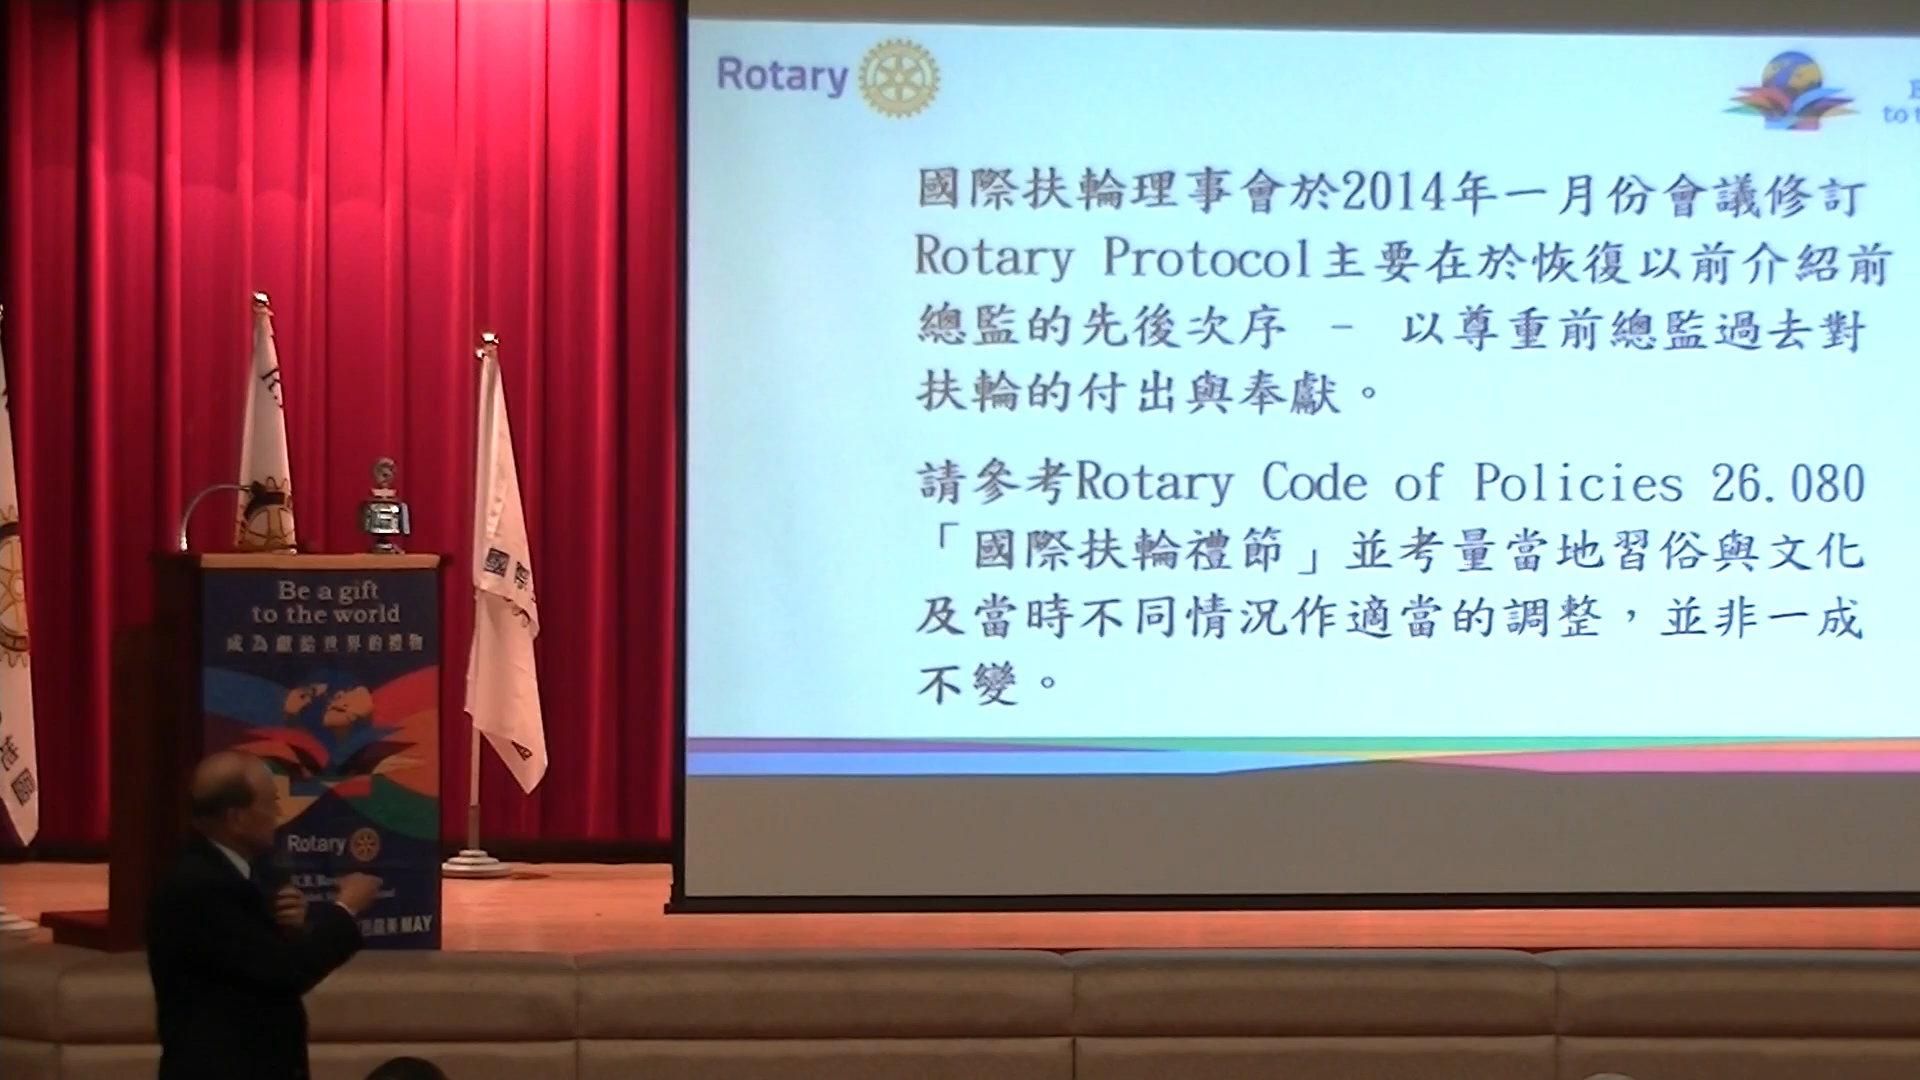 Rotary
to t
國際扶輪理事會於2014年一月份會議修訂
Rotary Protocol主要在於恢復以前介紹前
總監的先後次序 – 以尊重前總監過去對
扶輪的付出與奉獻。
請參考Rotary Code of Policies 26.080
「國際扶輪禮節」並考量當地習俗與文化
及當時不同情況作適當的調整，並非一成
不變。
Be a gift
to the world
成為獻給世界的禮物
Rotary
MAY
國際